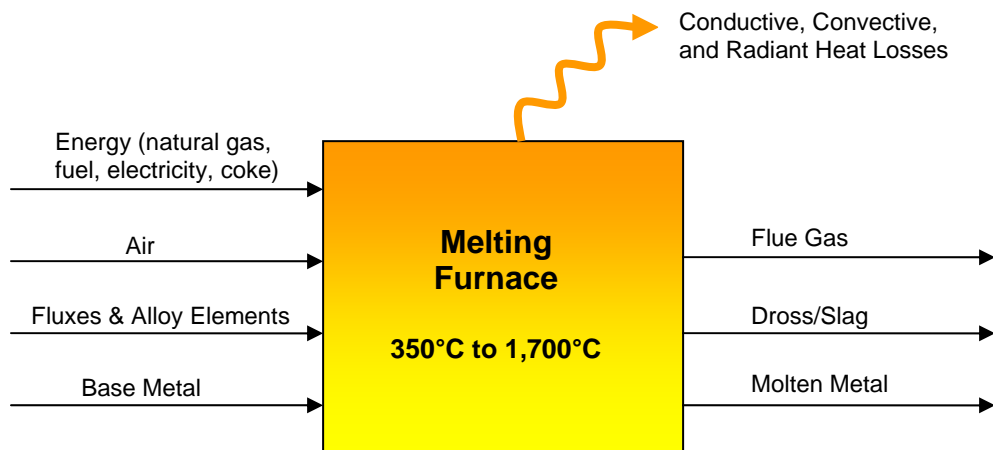 Conductive, Convective,
and Radiant Heat Losses
Energy (natural gas,
fuel, electricity, coke)
Air
Fluxes & Alloy Elements
Base Metal
Melting
Furnace
350°C to 1,700°C
Flue Gas
Dross/Slag
Molten Metal